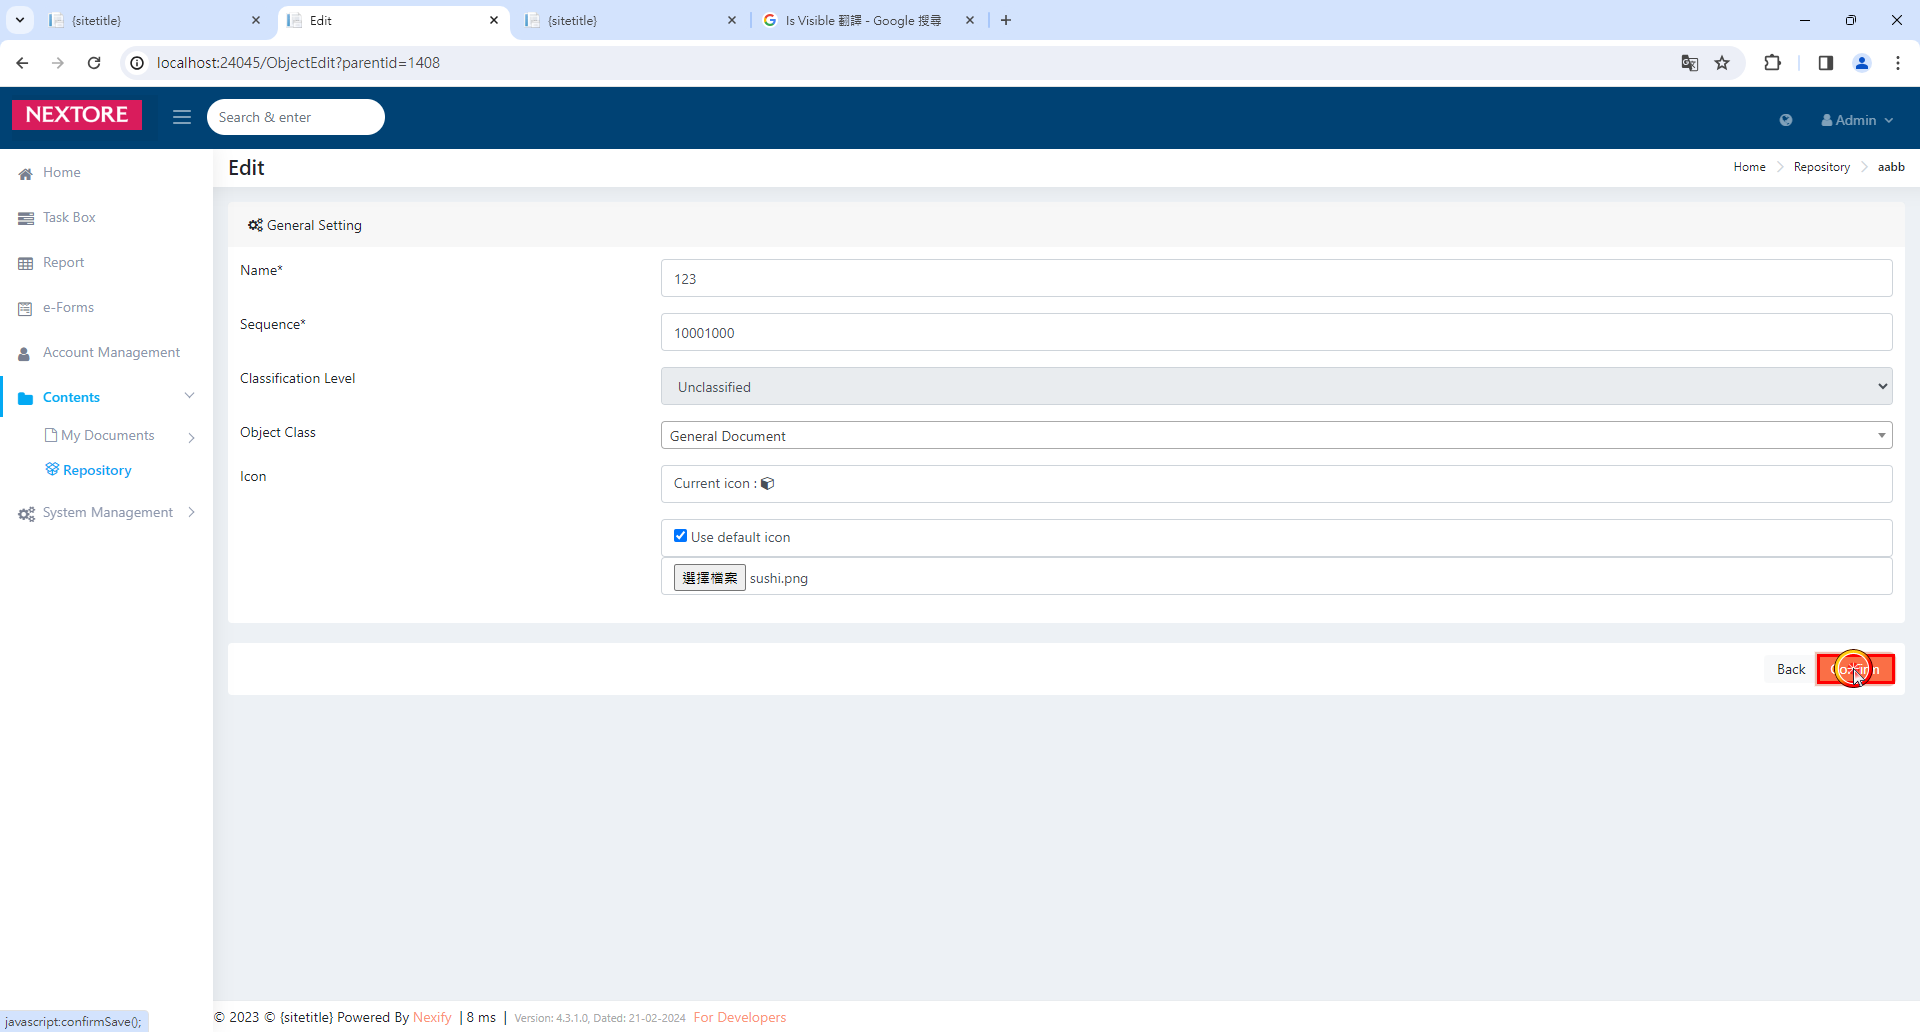 {sitetitle}
Edit
{sitetitle}
Is Visible 翻譯 - Google 搜尋
localhost:24045/ObjectEdit?parentid=1408
NEXTORE
Search & enter
Admin
Home
Task Box
Report
e-Forms
Account Management
Contents
My Documents
Repository
System Management
Edit
Home
Repository
aabb
General Setting
Name*
123
Sequence*
10001000
Classification Level
Unclassified
Object Class
General Document
Icon
Current icon :
Use default icon
選擇檔案 sushi.png
Back
© 2023 © {sitetitle} Powered By Nexify | 8 ms | Version: 4.3.1.0, Dated: 21-02-2024 For Developers
javascript:confirmSave();